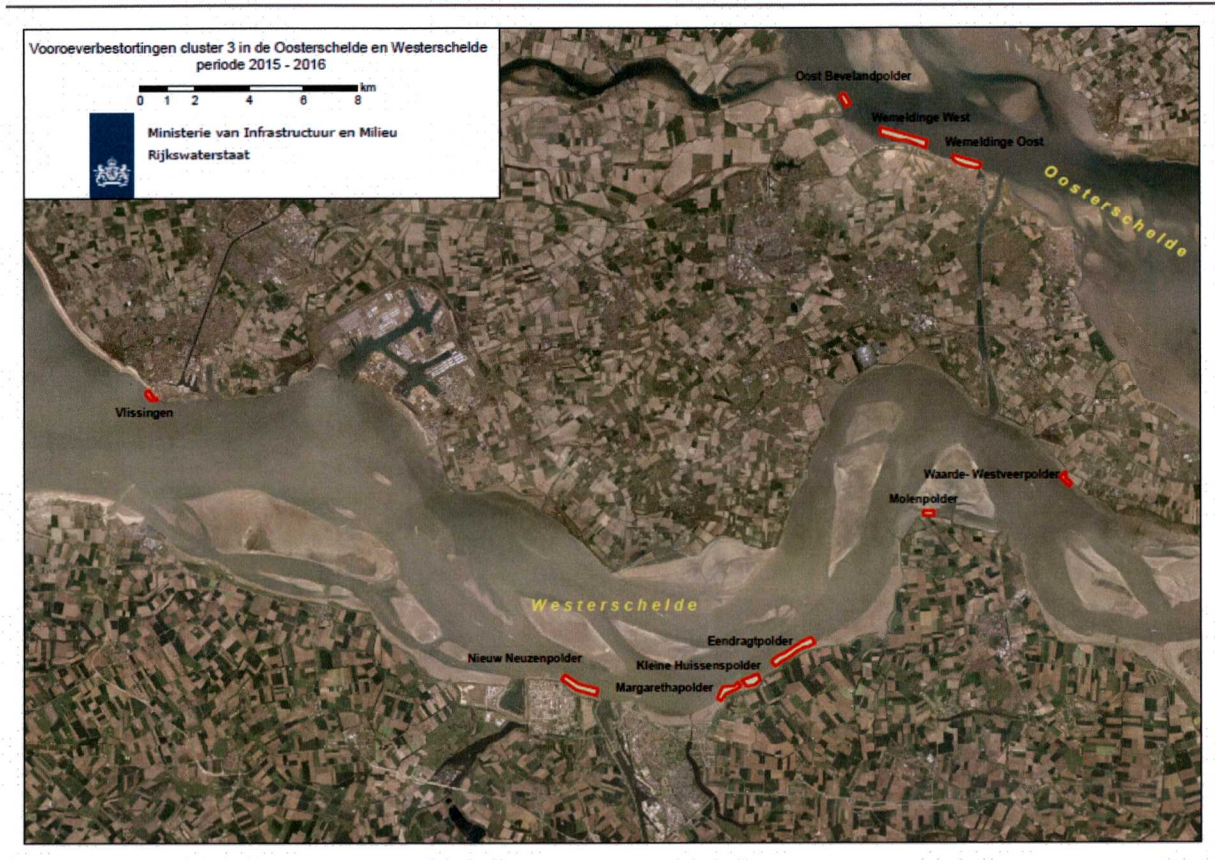 Vooroeverbestortingen cluster 3 in de Oosterschelde en Westerschelde
periode 2015 - 2016
0 1 2 4 6 8 km
Ministerie van Infrastructuur en Milieu
Rijkswaterstaat
Oost Bevelandpolder
Wemeldinge West
Wemeldinge Oost
Oosterschelde
Vlissingen
Waarde- Westveerpolder
Molenpolder
Westerschelde
Eendragtpolder
Nieuw Neuzenpolder
Kleine Huissenspolder
Margarethapolder